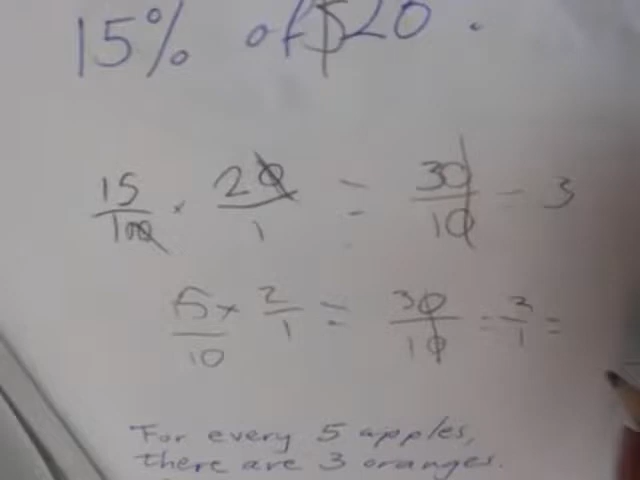 15% of $20.
15/100 · 20/1 = 30/10 = 3
15/10 × 2/1 = 30/10 = 3/1 =
For every 5 apples,
there are 3 oranges.